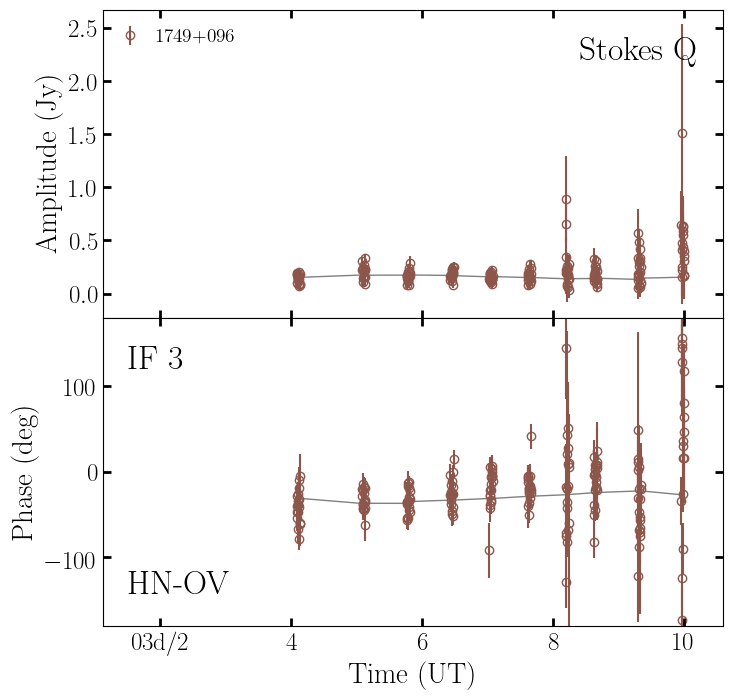 2.5
2.0
1.5
1.0
0.5
0.0
Amplitude (Jy)
1749+096
Stokes Q
100
0
−100
Phase (deg)
IF 3
HN-OV
03d/2
4
6
8
10
Time (UT)